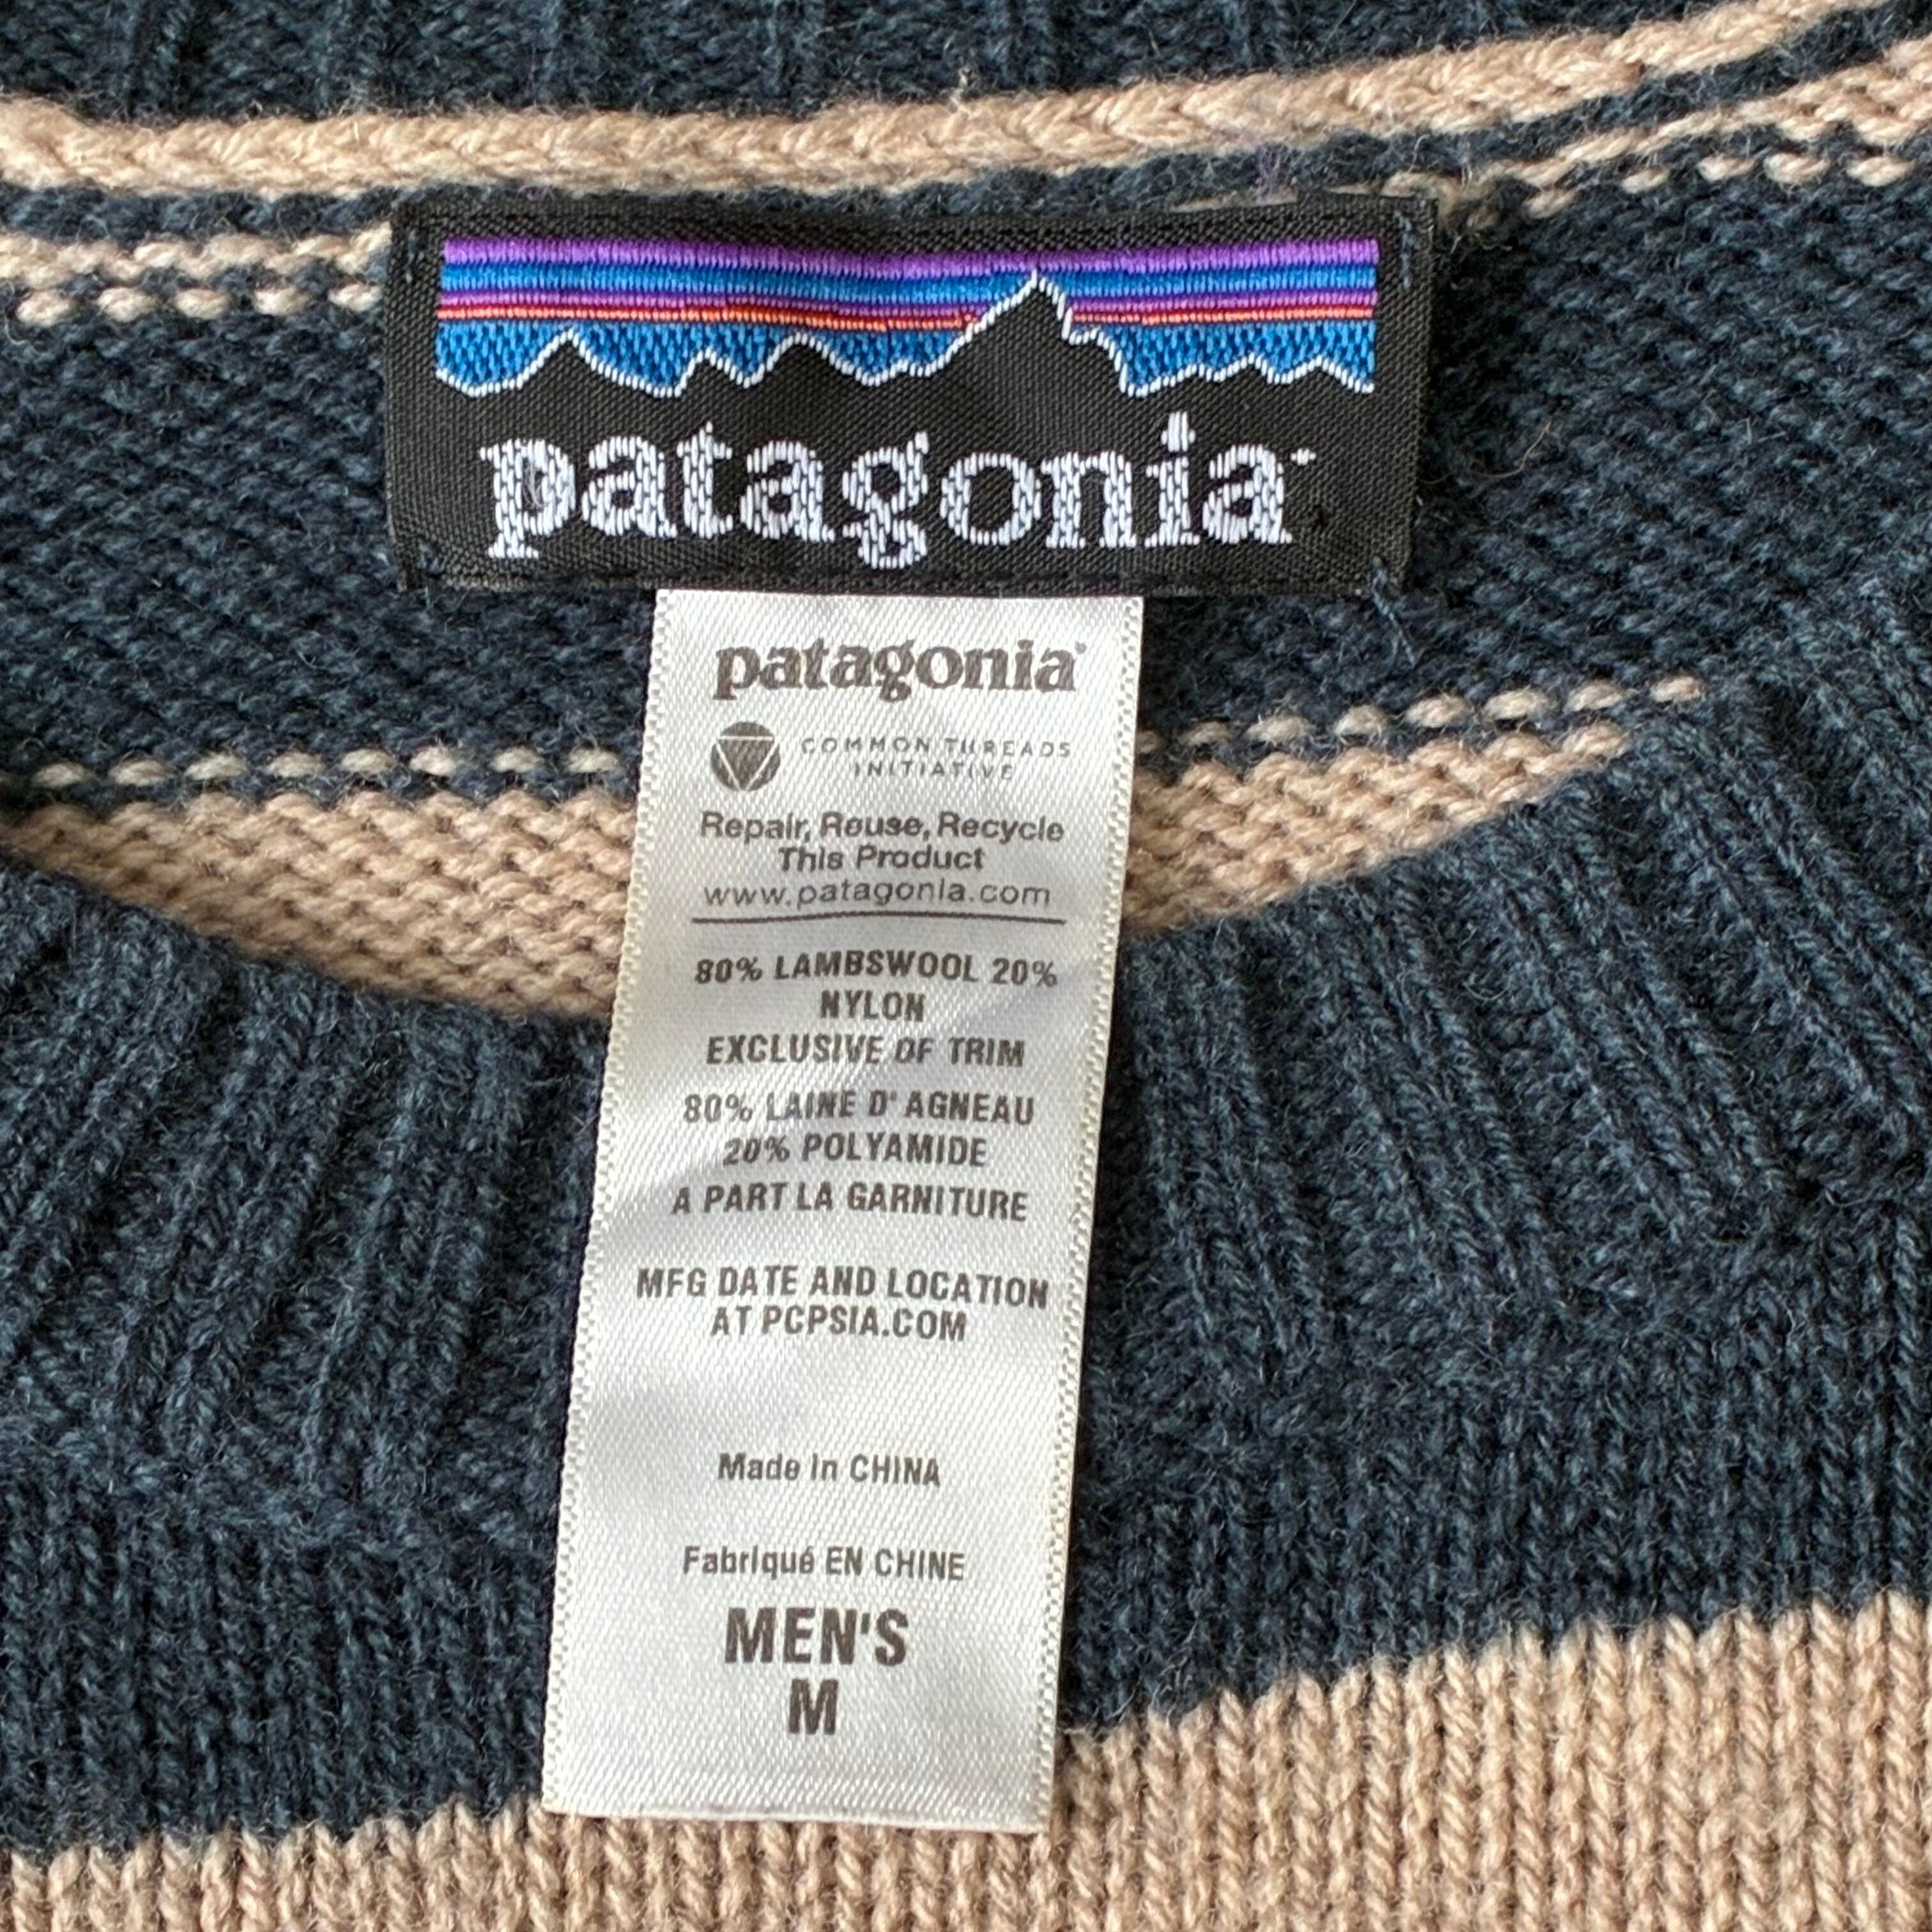 patagonia
patagonia®
COMMON THREADS
INITIATIVE
Repair, Reuse, Recycle
This Product
www.patagonia.com
80% LAMBSWOOL 20%
NYLON
EXCLUSIVE OF TRIM
80% LAINE D' AGNEAU
20% POLYAMIDE
A PART LA GARNITURE
MFG DATE AND LOCATION
AT PCPSIA.COM
Made in CHINA
Fabriqué EN CHINE
MEN'S
M